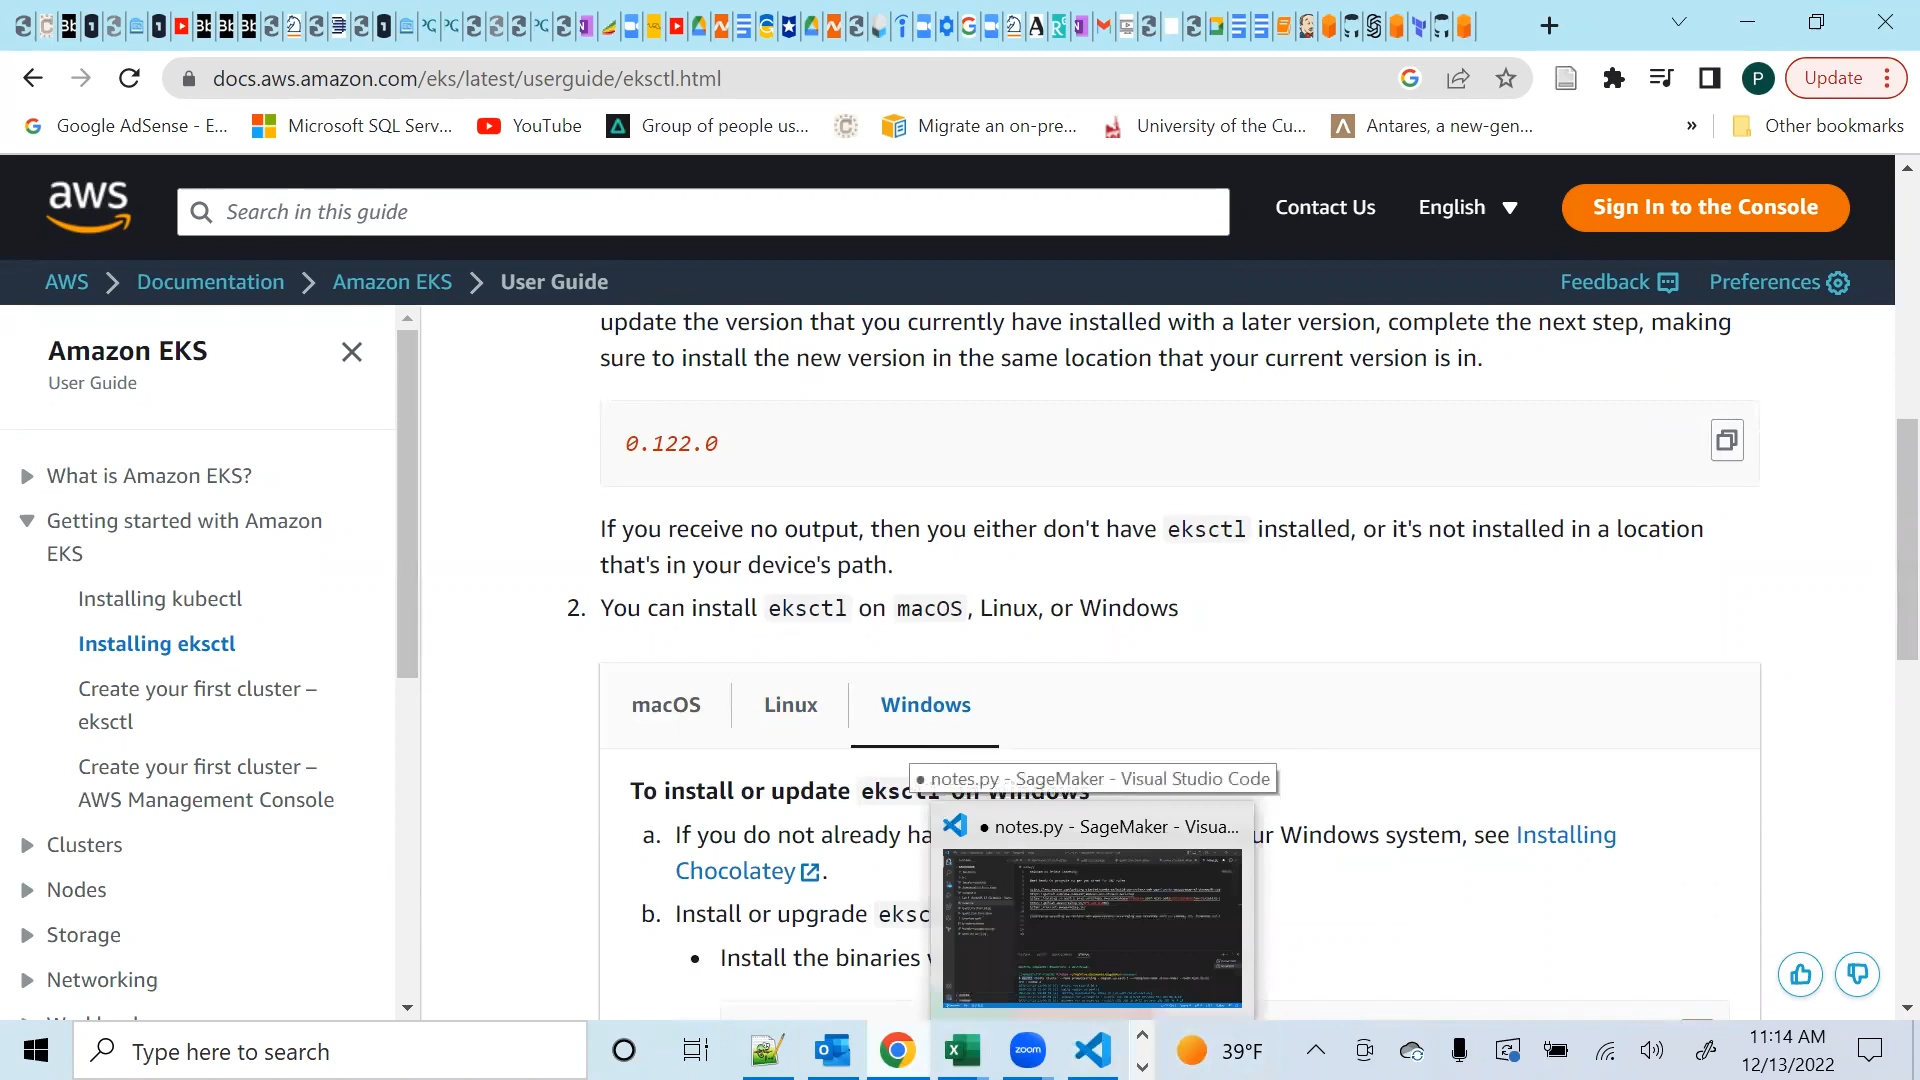 docs.aws.amazon.com/eks/latest/userguide/eksctl.html
P
Update
Google AdSense - E...
Microsoft SQL Serv...
YouTube
Group of people us...
Migrate an on-pre...
University of the Cu...
Antares, a new-gen...
»
Other bookmarks
aws
Search in this guide
Contact Us
English
Sign In to the Console
AWS
Documentation
Amazon EKS
User Guide
Feedback
Preferences
Amazon EKS
User Guide
What is Amazon EKS?
Getting started with Amazon
EKS
Installing kubectl
Installing eksctl
Create your first cluster –
eksctl
Create your first cluster –
AWS Management Console
Clusters
Nodes
Storage
Networking
update the version that you currently have installed with a later version, complete the next step, making
sure to install the new version in the same location that your current version is in.
0.122.0
If you receive no output, then you either don't have eksctl installed, or it's not installed in a location
that's in your device's path.
2. You can install eksctl on macOS, Linux, or Windows
macOS
Linux
Windows
● notes.py - SageMaker - Visual Studio Code
To install or update eksctl on Windows
● notes.py - SageMaker - Visua...
a. If you do not already ha
ur Windows system, see Installing
Chocolatey.
b. Install or upgrade eksc
• Install the binaries
Type here to search
zoom
39°F
11:14 AM
12/13/2022